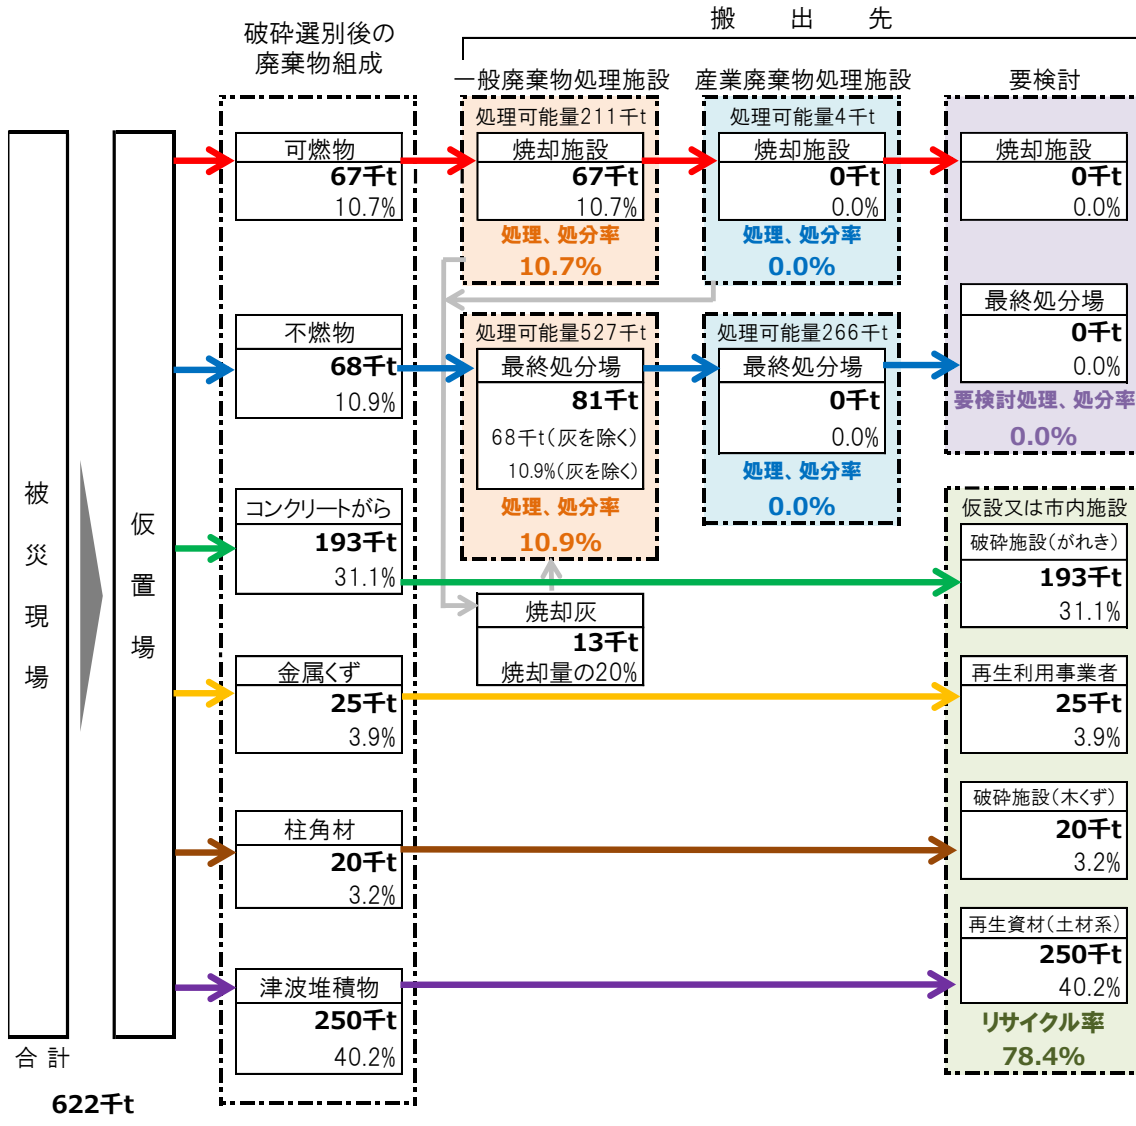 搬出先
破砕選別後の
廃棄物組成
一般廃棄物処理施設
産業廃棄物処理施設
要検討
被災現場
合計
622千t
仮置場
可燃物
67千t
10.7%
不燃物
68千t
10.9%
コンクリートがら
193千t
31.1%
金属くず
25千t
3.9%
柱角材
20千t
3.2%
津波堆積物
250千t
40.2%
処理可能量211千t
焼却施設
67千t
10.7%
処理、処分率
10.7%
処理可能量527千t
最終処分場
81千t
68千t(灰を除く)
10.9%(灰を除く)
処理、処分率
10.9%
焼却灰
13千t
焼却量の20%
処理可能量4千t
焼却施設
0千t
0.0%
処理、処分率
0.0%
処理可能量266千t
最終処分場
0千t
0.0%
処理、処分率
0.0%
焼却施設
0千t
0.0%
最終処分場
0千t
0.0%
要検討処理、処分率
0.0%
仮設又は市内施設
破砕施設(がれき)
193千t
31.1%
再生利用事業者
25千t
3.9%
破砕施設(木くず)
20千t
3.2%
再生資材(土材系)
250千t
40.2%
リサイクル率
78.4%